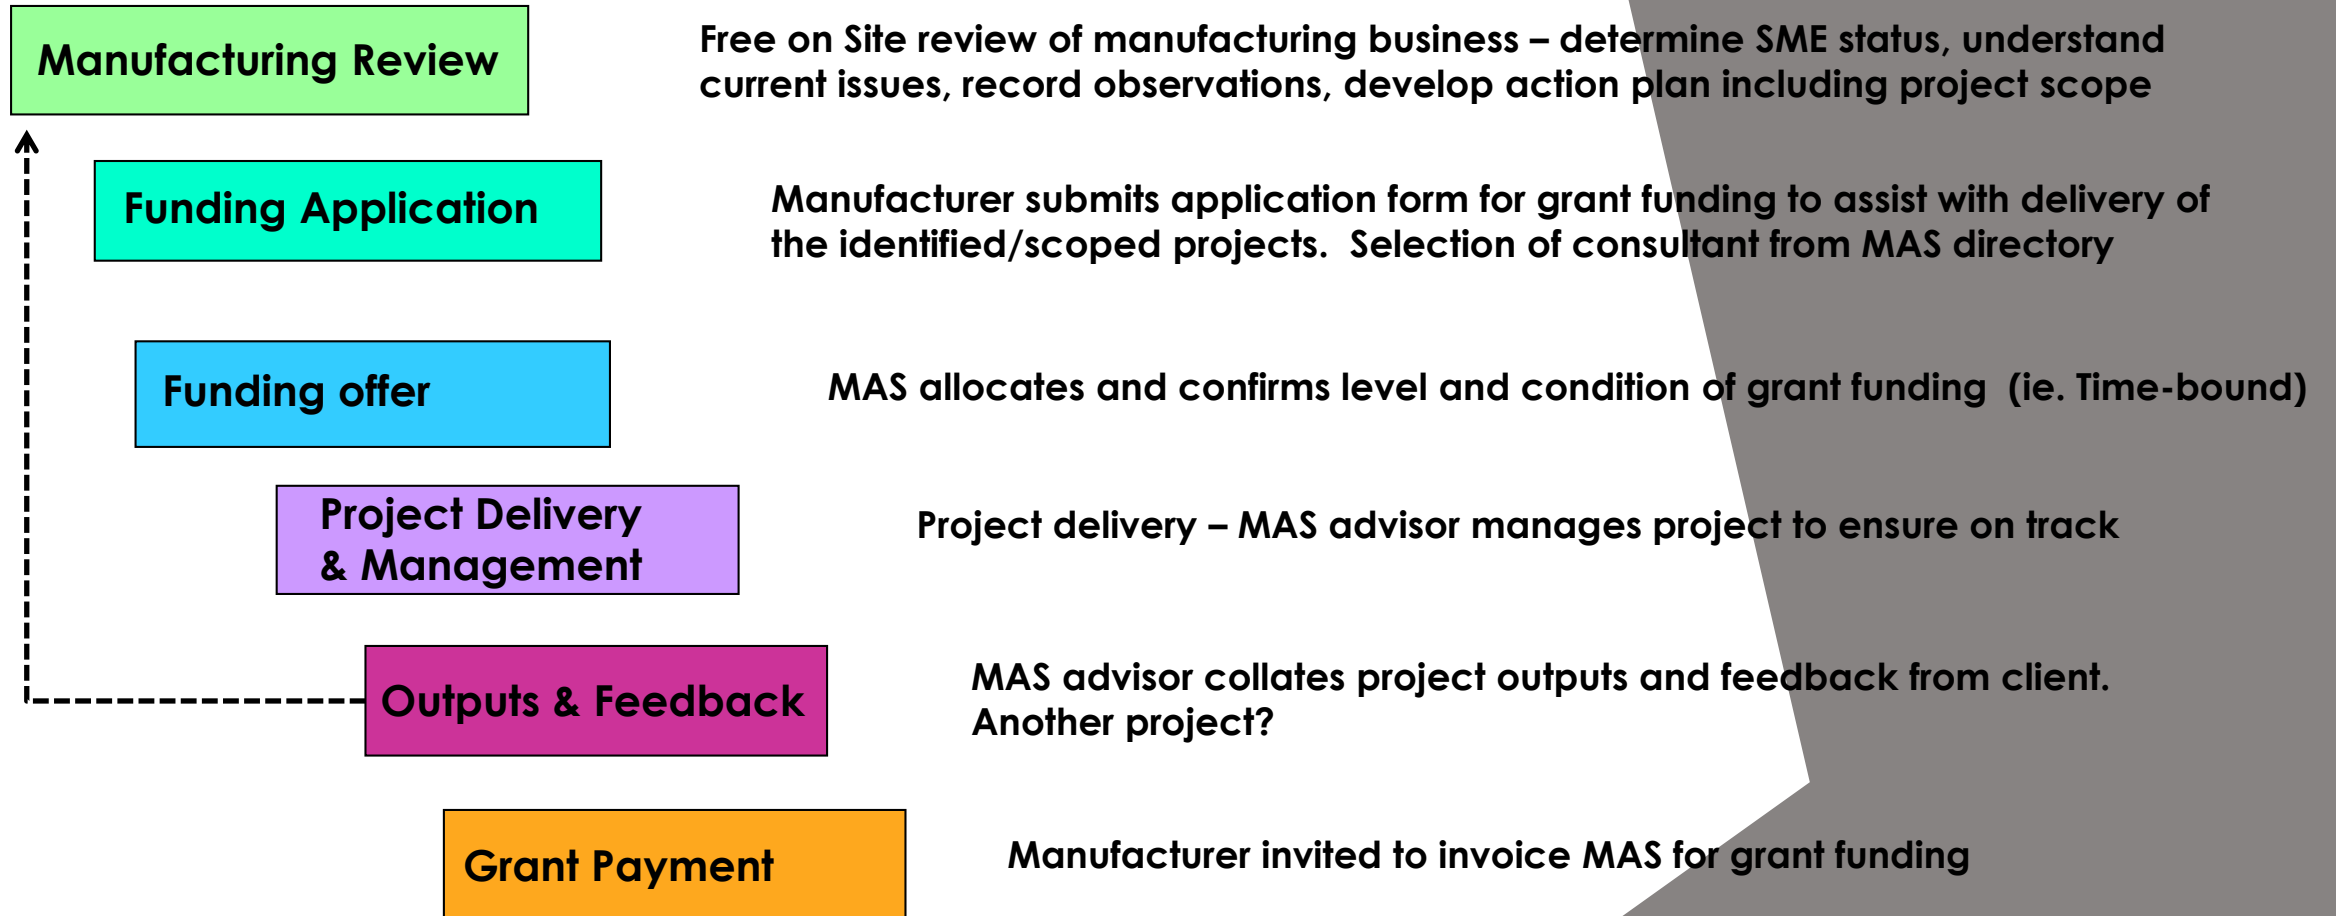 Manufacturing Review
Free on Site review of manufacturing business – determine SME status, understand
current issues, record observations, develop action plan including project scope
Funding Application
Manufacturer submits application form for grant funding to assist with delivery of
the identified/scoped projects.  Selection of consultant from MAS directory
Funding offer
MAS allocates and confirms level and condition of grant funding  (ie. Time-bound)
Project Delivery
& Management
Project delivery – MAS advisor manages project to ensure on track
Outputs & Feedback
MAS advisor collates project outputs and feedback from client.
Another project?
Grant Payment
Manufacturer invited to invoice MAS for grant funding